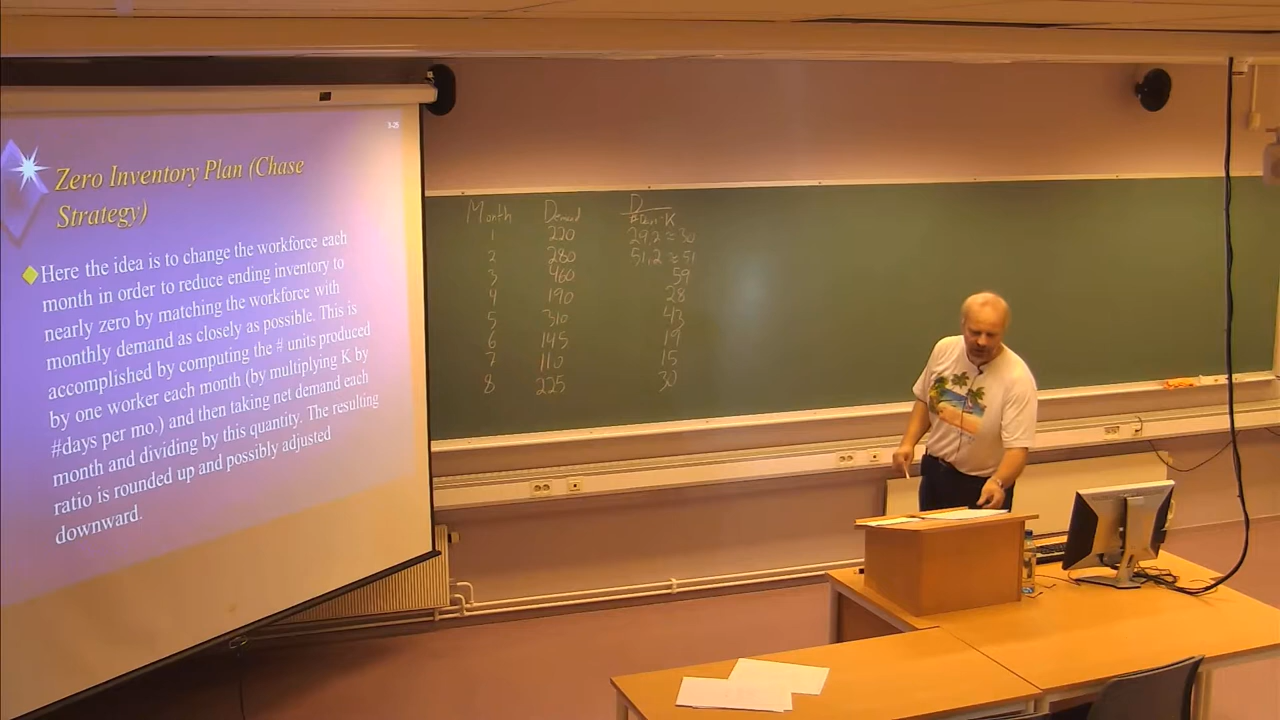 3-25
Zero Inventory Plan (Chase
Strategy)
Here the idea is to change the workforce each
month in order to reduce ending inventory to
nearly zero by matching the workforce with
monthly demand as closely as possible. This is
accomplished by computing the # units produced
by one worker each month (by multiplying K by
#days per mo.) and then taking net demand each
month and dividing by this quantity. The resulting
ratio is rounded up and possibly adjusted
downward.
Month Demand D
K
1 220 29,2 ≈ 30
2 280 51,2 ≈ 51
3 460 59
4 190 28
5 310 43
6 145 19
7 110 15
8 225 30